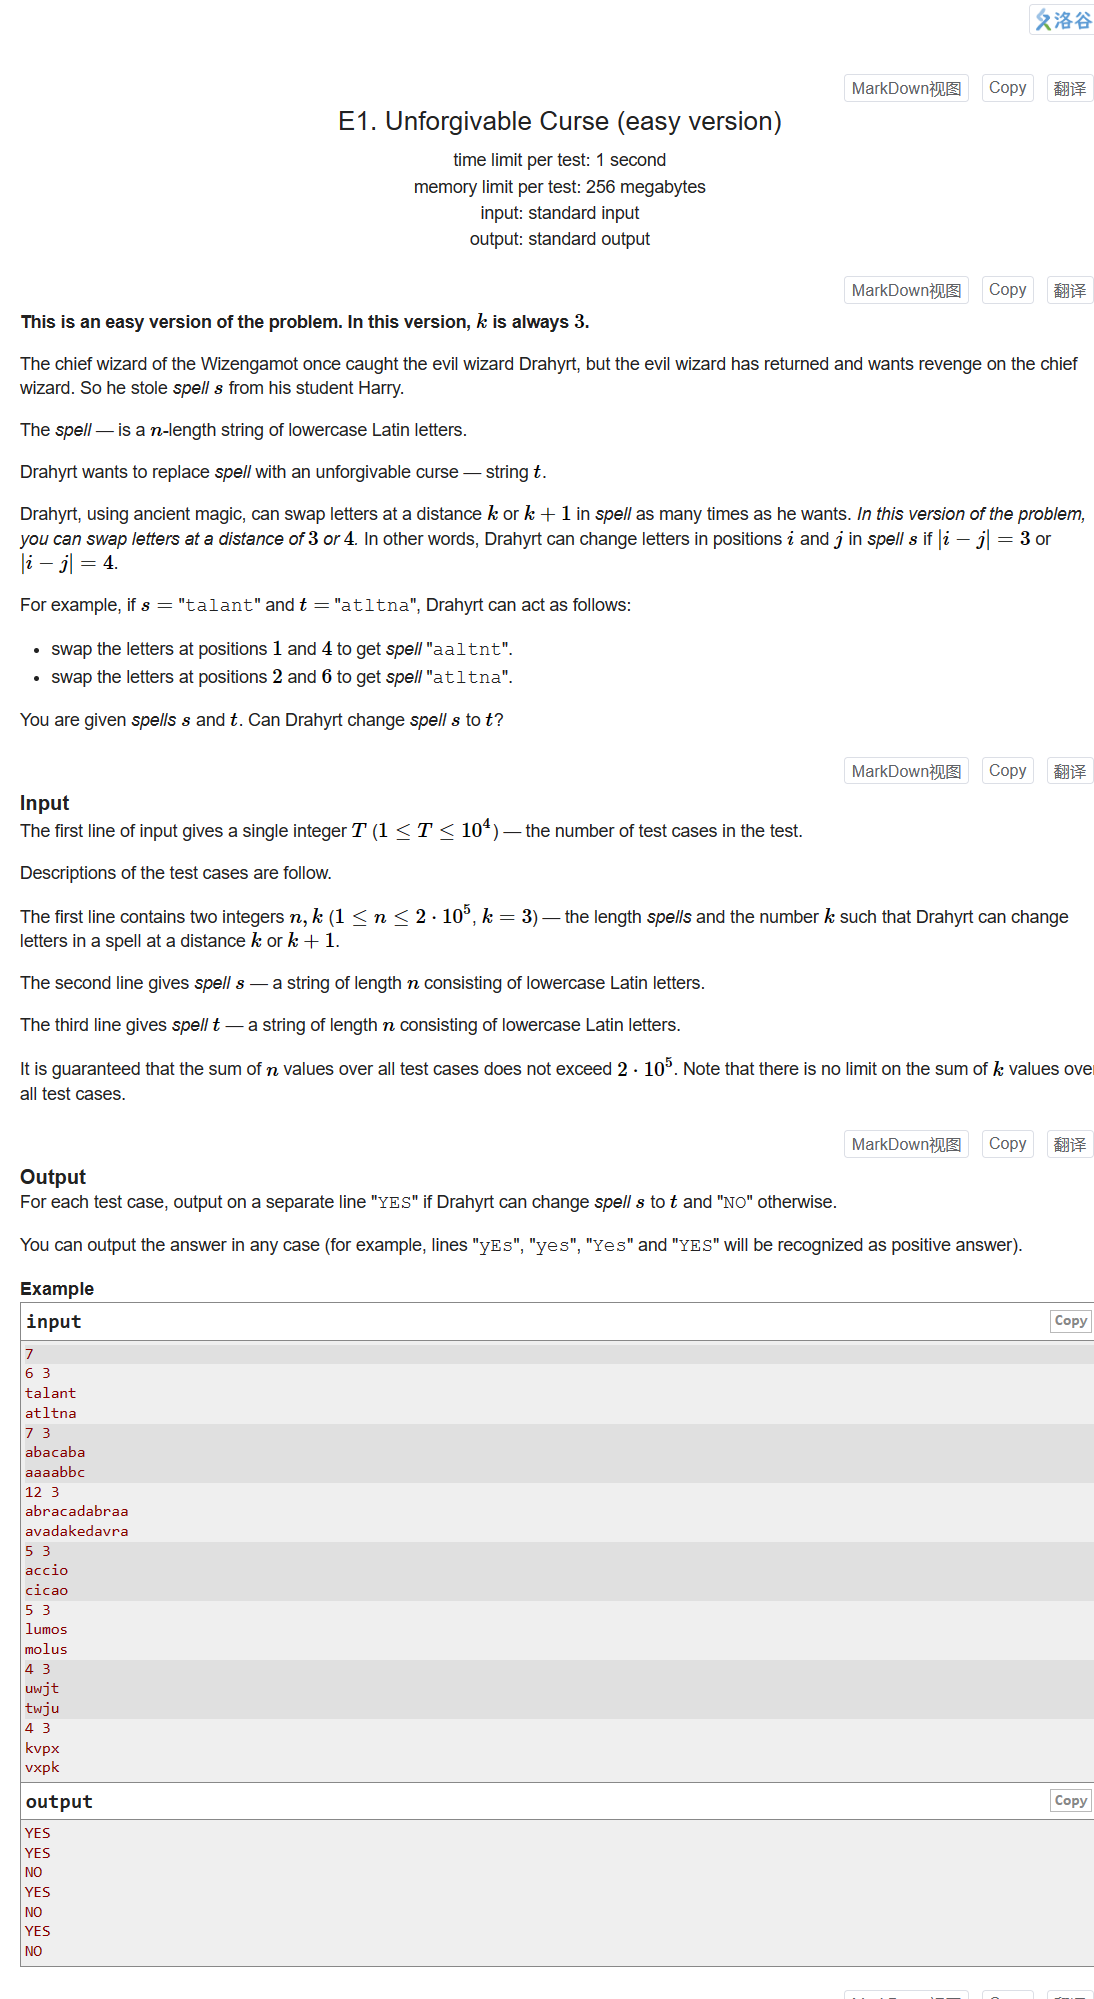 洛谷
MarkDown视图 Copy 翻译
E1. Unforgivable Curse (easy version)
time limit per test: 1 second
memory limit per test: 256 megabytes
input: standard input
output: standard output
MarkDown视图 Copy 翻译
This is an easy version of the problem. In this version, k is always 3.
The chief wizard of the Wizengamot once caught the evil wizard Drahyrt, but the evil wizard has returned and wants revenge on the chief
wizard. So he stole spell s from his student Harry.
The spell — is a n-length string of lowercase Latin letters.
Drahyrt wants to replace spell with an unforgivable curse — string t.
Drahyrt, using ancient magic, can swap letters at a distance k or k + 1 in spell as many times as he wants. In this version of the problem,
you can swap letters at a distance of 3 or 4. In other words, Drahyrt can change letters in positions i and j in spell s if |i − j| = 3 or
|i − j| = 4.
For example, if s = "talant" and t = "atltna", Drahyrt can act as follows:
• swap the letters at positions 1 and 4 to get spell "aaltnt".
• swap the letters at positions 2 and 6 to get spell "atltna".
You are given spells s and t. Can Drahyrt change spell s to t?
MarkDown视图 Copy 翻译
Input
The first line of input gives a single integer T (1 ≤ T ≤ 10⁴) — the number of test cases in the test.
Descriptions of the test cases are follow.
The first line contains two integers n, k (1 ≤ n ≤ 2 · 10⁵, k = 3) — the length spells and the number k such that Drahyrt can change
letters in a spell at a distance k or k + 1.
The second line gives spell s — a string of length n consisting of lowercase Latin letters.
The third line gives spell t — a string of length n consisting of lowercase Latin letters.
It is guaranteed that the sum of n values over all test cases does not exceed 2 · 10⁵. Note that there is no limit on the sum of k values ove
all test cases.
MarkDown视图 Copy 翻译
Output
For each test case, output on a separate line "YES" if Drahyrt can change spell s to t and "NO" otherwise.
You can output the answer in any case (for example, lines "yEs", "yes", "Yes" and "YES" will be recognized as positive answer).
Example
input Copy
7
6 3
talant
atltna
7 3
abacaba
aaaabbc
12 3
abracadabraa
avadakedavra
5 3
accio
cicao
5 3
lumos
molus
4 3
uwjt
twju
4 3
kvpx
vxpk
output Copy
YES
YES
NO
YES
NO
YES
NO